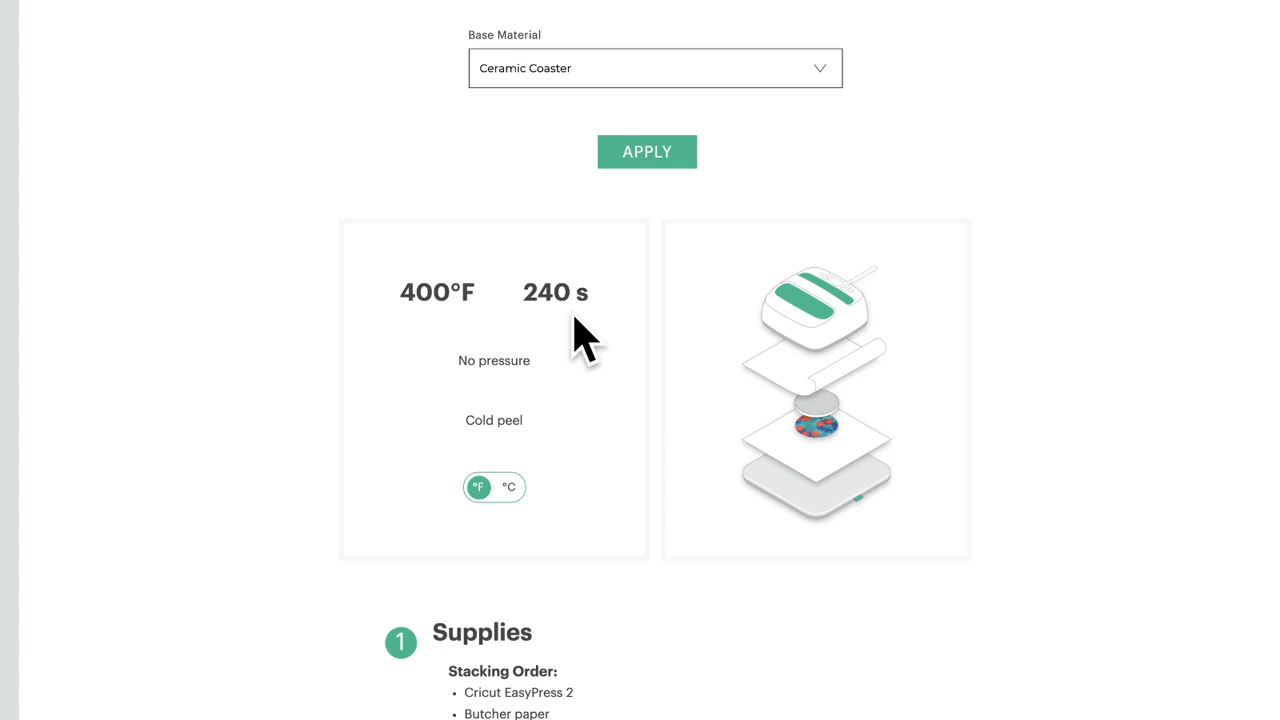 Base Material
Ceramic Coaster
APPLY
400°F 240 s
No pressure
Cold peel
°F °C
1 Supplies
Stacking Order:
• Cricut EasyPress 2
• Butcher paper